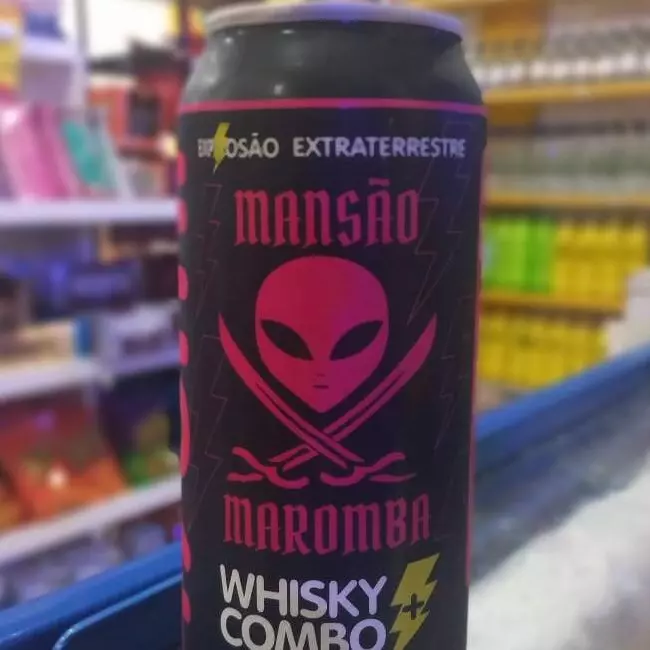 EXPLOSÃO EXTRATERRESTRE
MANSÃO
MAROMBA
WHISKY
COMBO
+